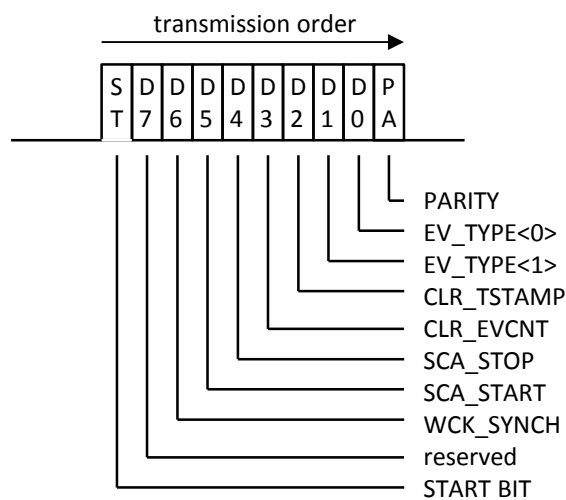 transmission order
S D D D D D D D D P
T 7 6 5 4 3 2 1 0 A
PARITY
EV_TYPE<0>
EV_TYPE<1>
CLR_TSTAMP
CLR_EVCNT
SCA_STOP
SCA_START
WCK_SYNCH
reserved
START BIT